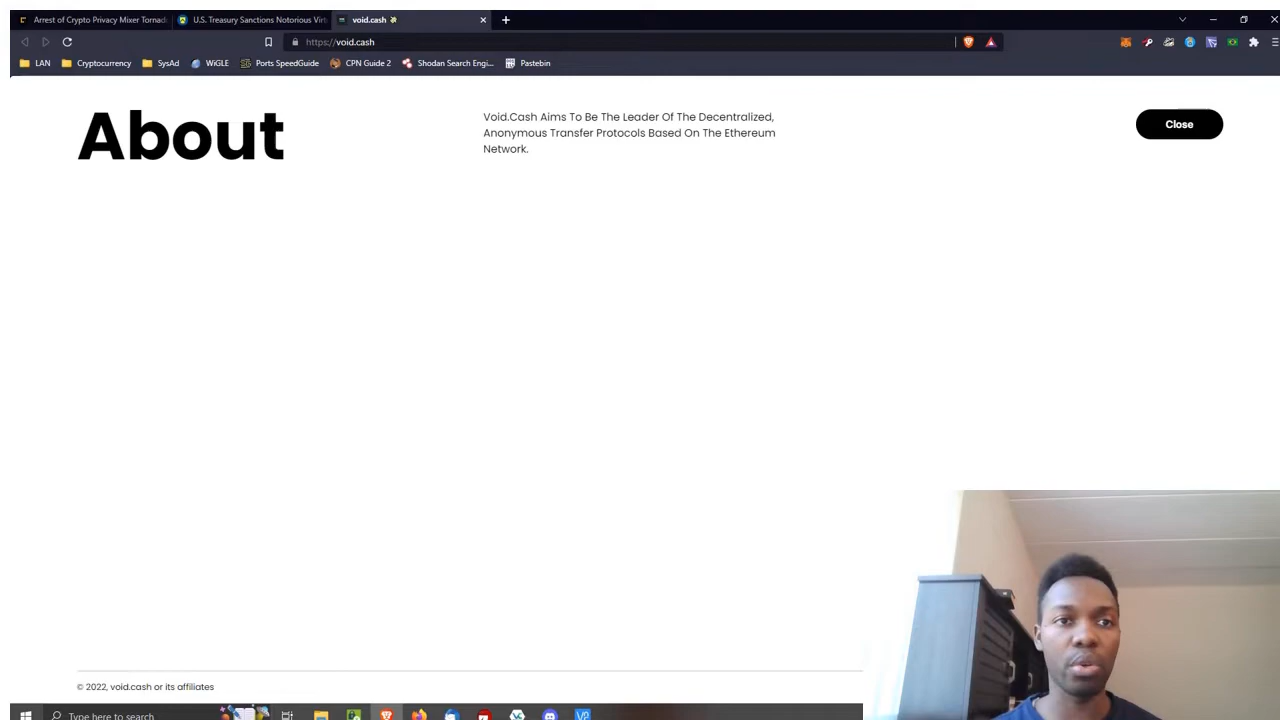 Arrest of Crypto Privacy Mixer Tornad
U.S. Treasury Sanctions Notorious Virt
void.cash
https://void.cash
LAN
Cryptocurrency
SysAd
WiGLE
Ports SpeedGuide
CPN Guide 2
Shodan Search Engi...
Pastebin
About
Void.Cash Aims To Be The Leader Of The Decentralized,
Anonymous Transfer Protocols Based On The Ethereum
Network.
Close
© 2022, void.cash or its affiliates
Type here to search